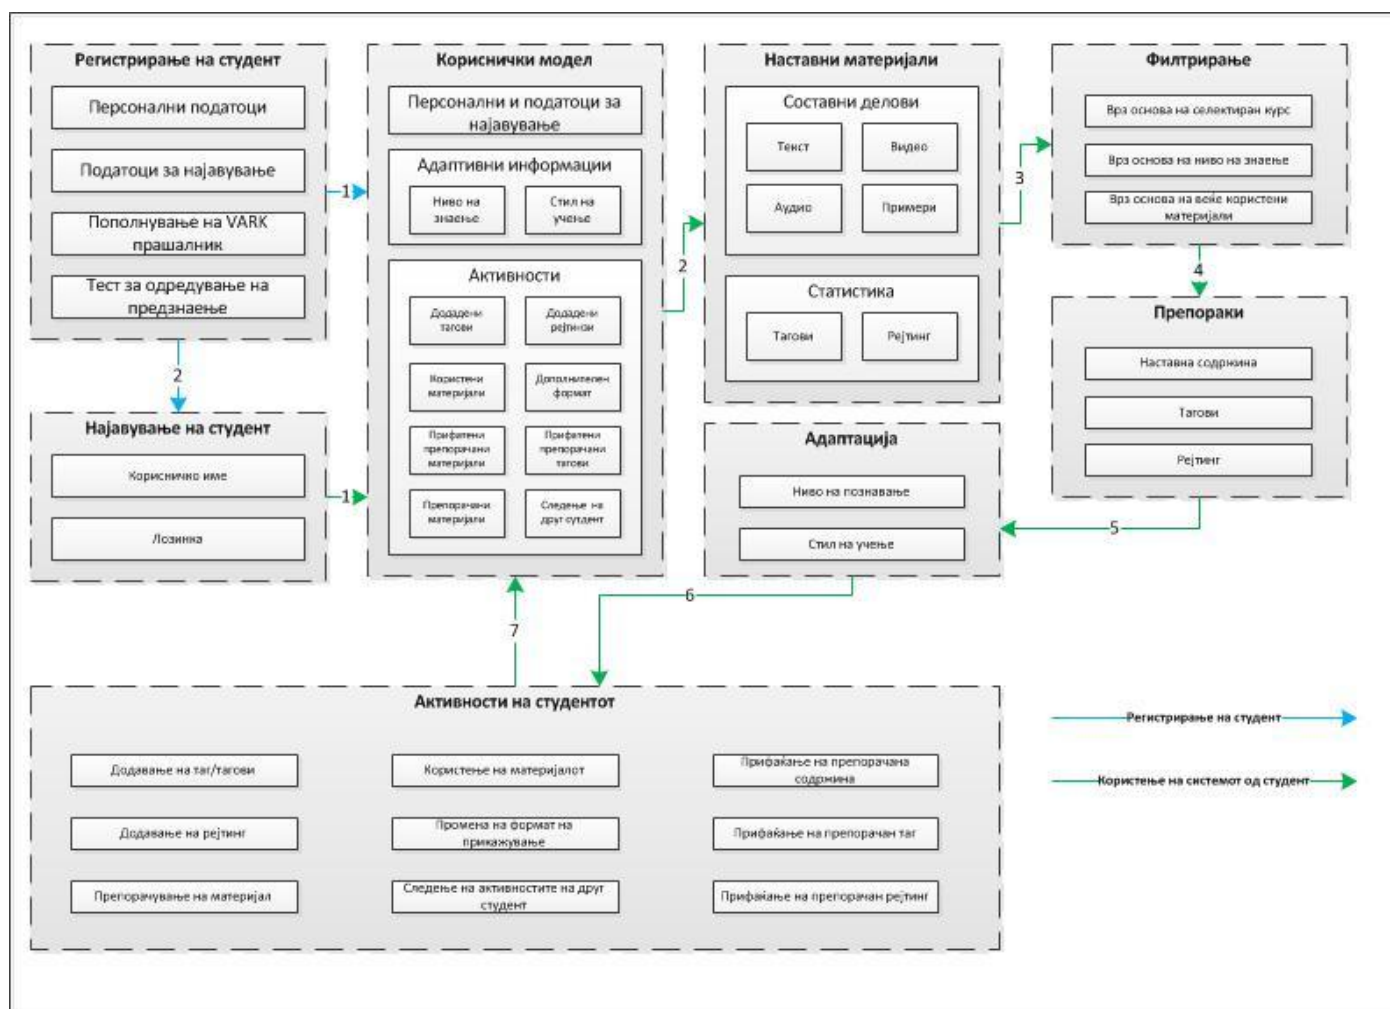 Регистрирање на студент
Персонални податоци
Податоци за најавување
Пополнување на VARK
прашалник
Тест за одредување на
предзнаење
1
2
Најавување на студент
Корисничко име
Лозинка
1
Кориснички модел
Персонални и податоци за
најавување
Адаптивни информации
Ниво на
знаење
Стил на
учење
Активности
Додадени
тагови
Додадени
рејтинзи
Користени
материјали
Дополнителен
формат
Прифатени
препорачани
материјали
Прифатени
препорачани
тагови
Препорачани
материјали
Следење на
друг сутдент
2
Наставни материјали
Составни делови
Текст
Видео
Аудио
Примери
Статистика
Тагови
Рејтинг
3
Филтрирање
Врз основа на селектиран курс
Врз основа на ниво на знаење
Врз основа на веќе користени
материјали
4
Препораки
Наставна содржина
Тагови
Рејтинг
5
Адаптација
Ниво на познавање
Стил на учење
6
7
Активности на студентот
Додавање на таг/тагови
Користење на материјалот
Прифаќање на препорачана
содржина
Додавање на рејтинг
Промена на формат на
прикажување
Прифаќање на препорачан таг
Препорачување на материјал
Следење на активностите на друг
студент
Прифаќање на препорачан рејтинг
Регистрирање на студент
Користење на системот од студент